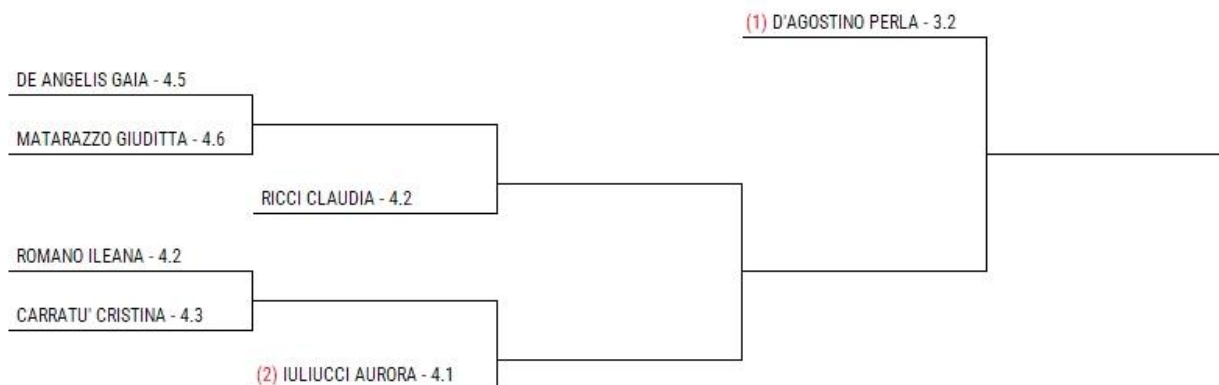 (1) D'AGOSTINO PERLA - 3.2
DE ANGELIS GAIA - 4.5
MATARAZZO GIUDITTA - 4.6
RICCI CLAUDIA - 4.2
ROMANO ILEANA - 4.2
CARRATU' CRISTINA - 4.3
(2) IULIUCCI AURORA - 4.1